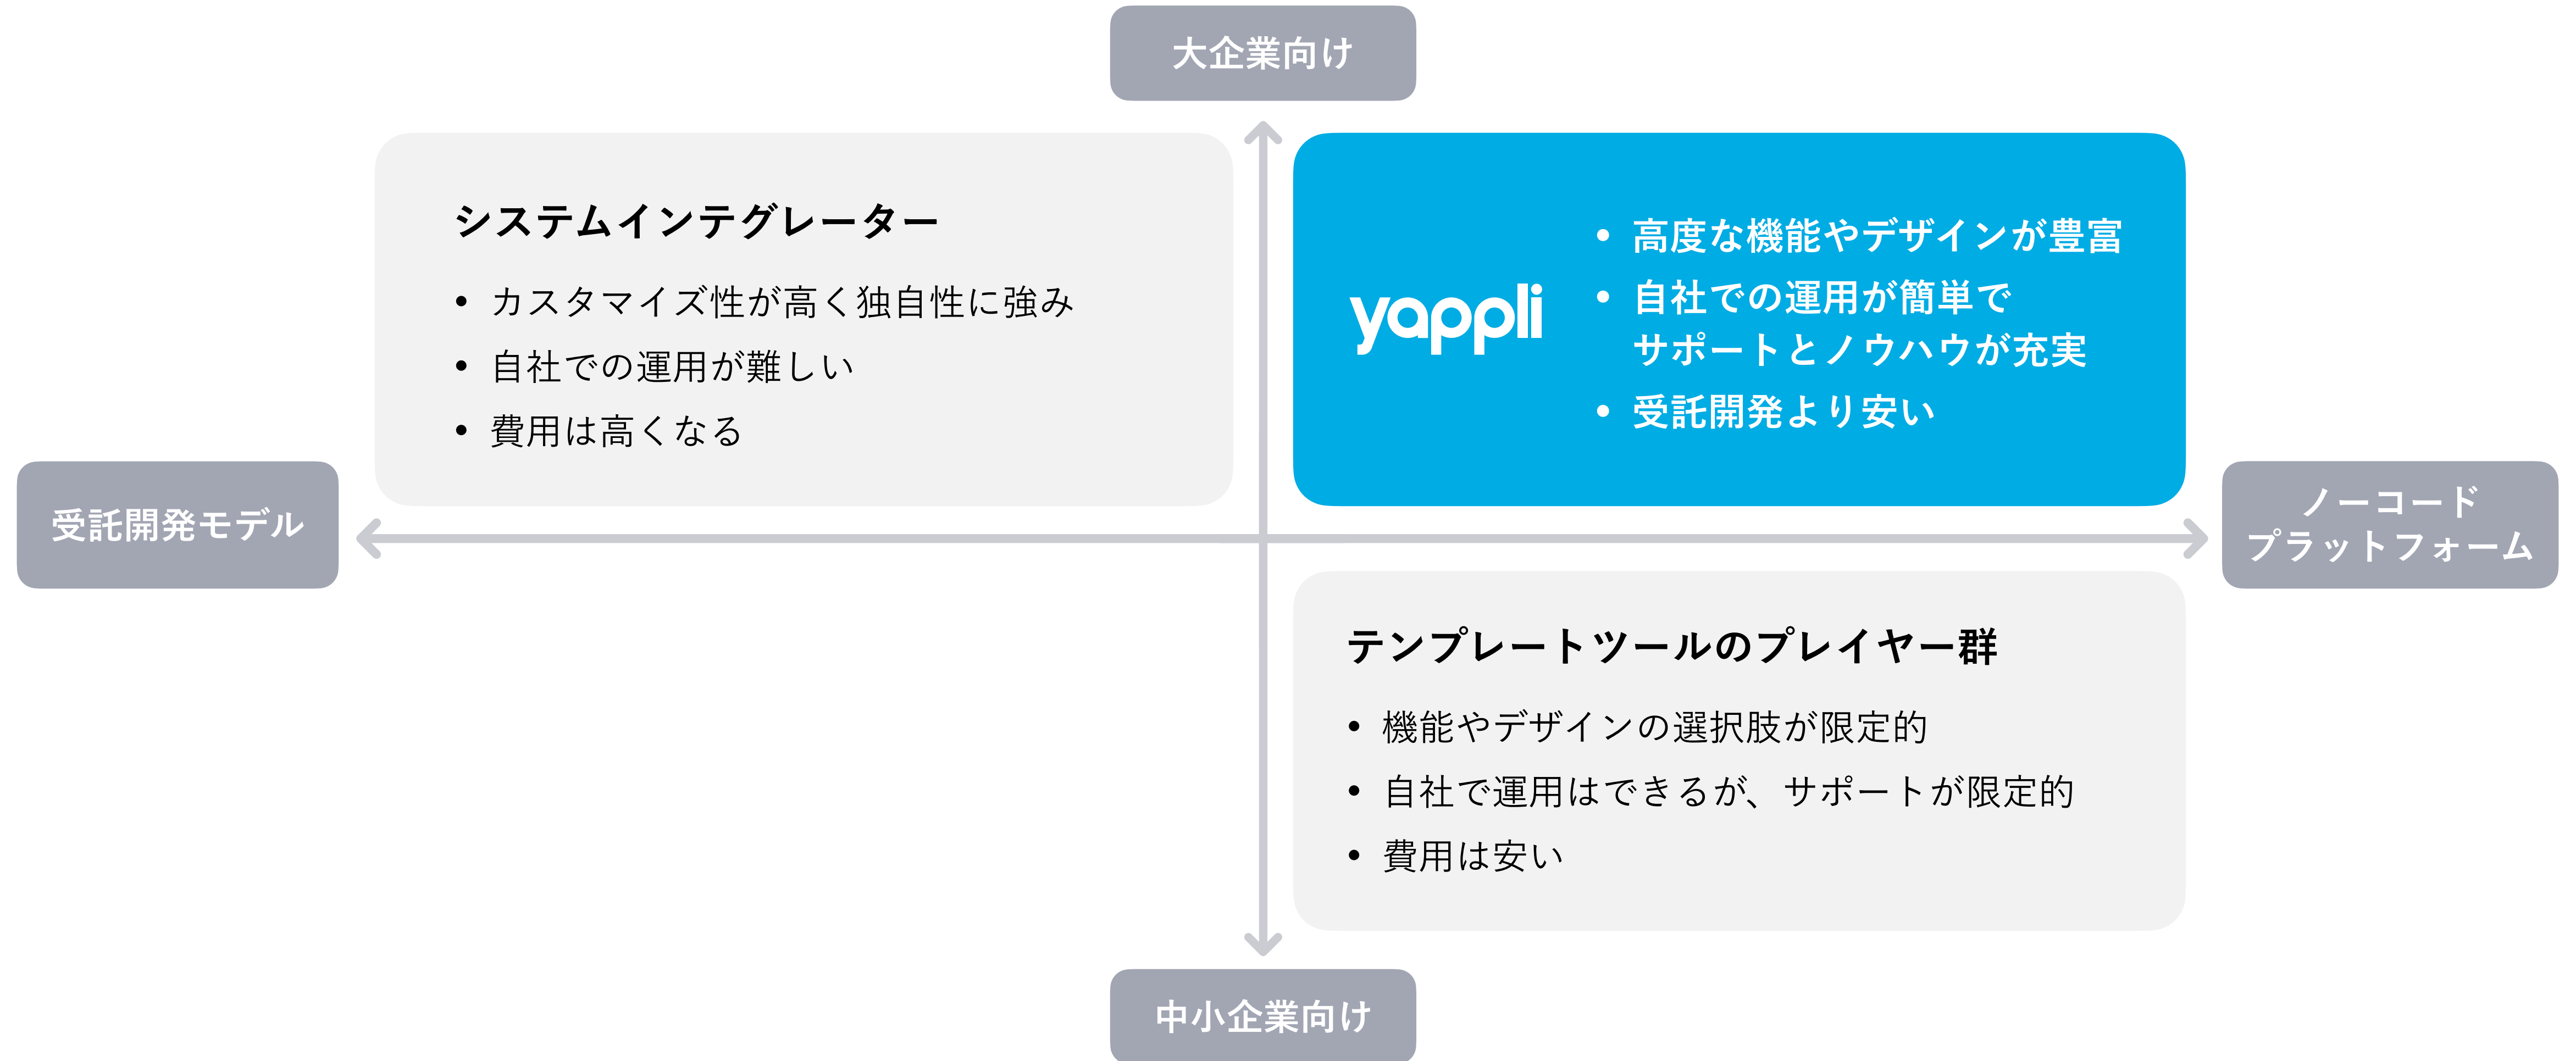 大企業向け
システムインテグレーター
• カスタマイズ性が高く独自性に強み
• 自社での運用が難しい
• 費用は高くなる
yappli
• 高度な機能やデザインが豊富
• 自社での運用が簡単で
サポートとノウハウが充実
• 受託開発より安い
受託開発モデル
ノーコード
プラットフォーム
テンプレートツールのプレイヤー群
• 機能やデザインの選択肢が限定的
• 自社で運用はできるが、サポートが限定的
• 費用は安い
中小企業向け